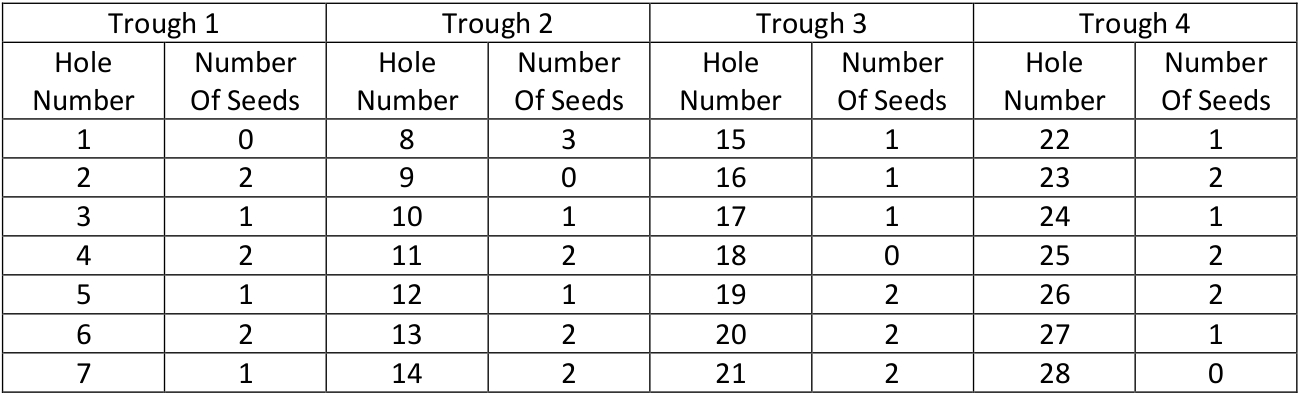 Trough 1 Trough 2 Trough 3 Trough 4
Hole Number Number Of Seeds Hole Number Number Of Seeds Hole Number Number Of Seeds Hole Number Number Of Seeds
1 0 8 3 15 1 22 1
2 2 9 0 16 1 23 2
3 1 10 1 17 1 24 1
4 2 11 2 18 0 25 2
5 1 12 1 19 2 26 2
6 2 13 2 20 2 27 1
7 1 14 2 21 2 28 0